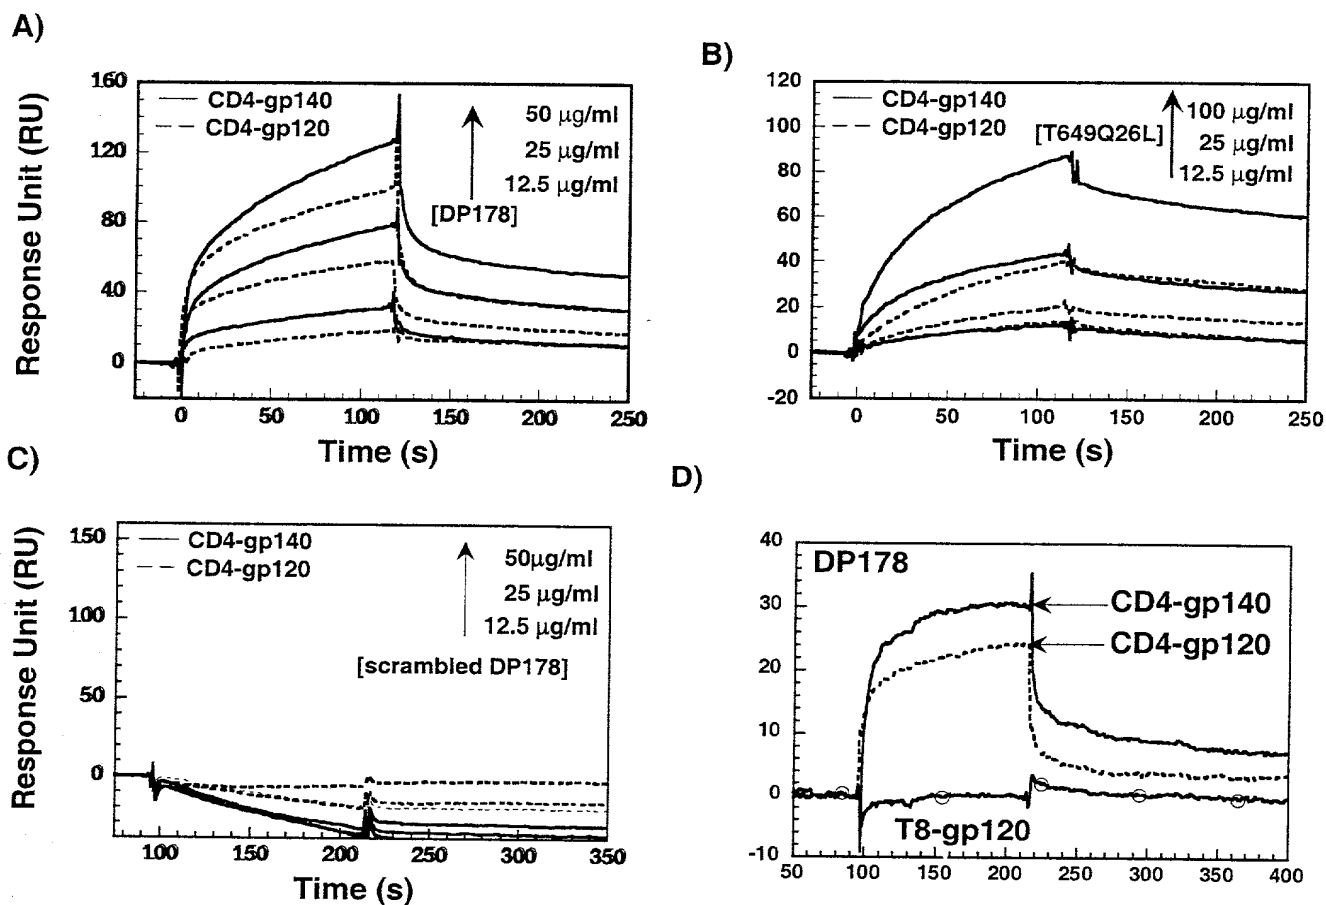 A)
160
120
80
40
0
Response Unit (RU)
CD4-gp140
CD4-gp120
50 μg/ml
25 μg/ml
12.5 μg/ml
[DP178]
0 50 100 150 200 250
Time (s)
B)
120
100
80
60
40
20
0
-20
CD4-gp140
CD4-gp120
[T649Q26L]
100 μg/ml
25 μg/ml
12.5 μg/ml
0 50 100 150 200 250
Time (s)
C)
150
100
50
0
Response Unit (RU)
CD4-gp140
CD4-gp120
50μg/ml
25 μg/ml
12.5 μg/ml
[scrambled DP178]
100 150 200 250 300 350
Time (s)
D)
40
30
20
10
0
-10
DP178
CD4-gp140
CD4-gp120
T8-gp120
50 100 150 200 250 300 350 400